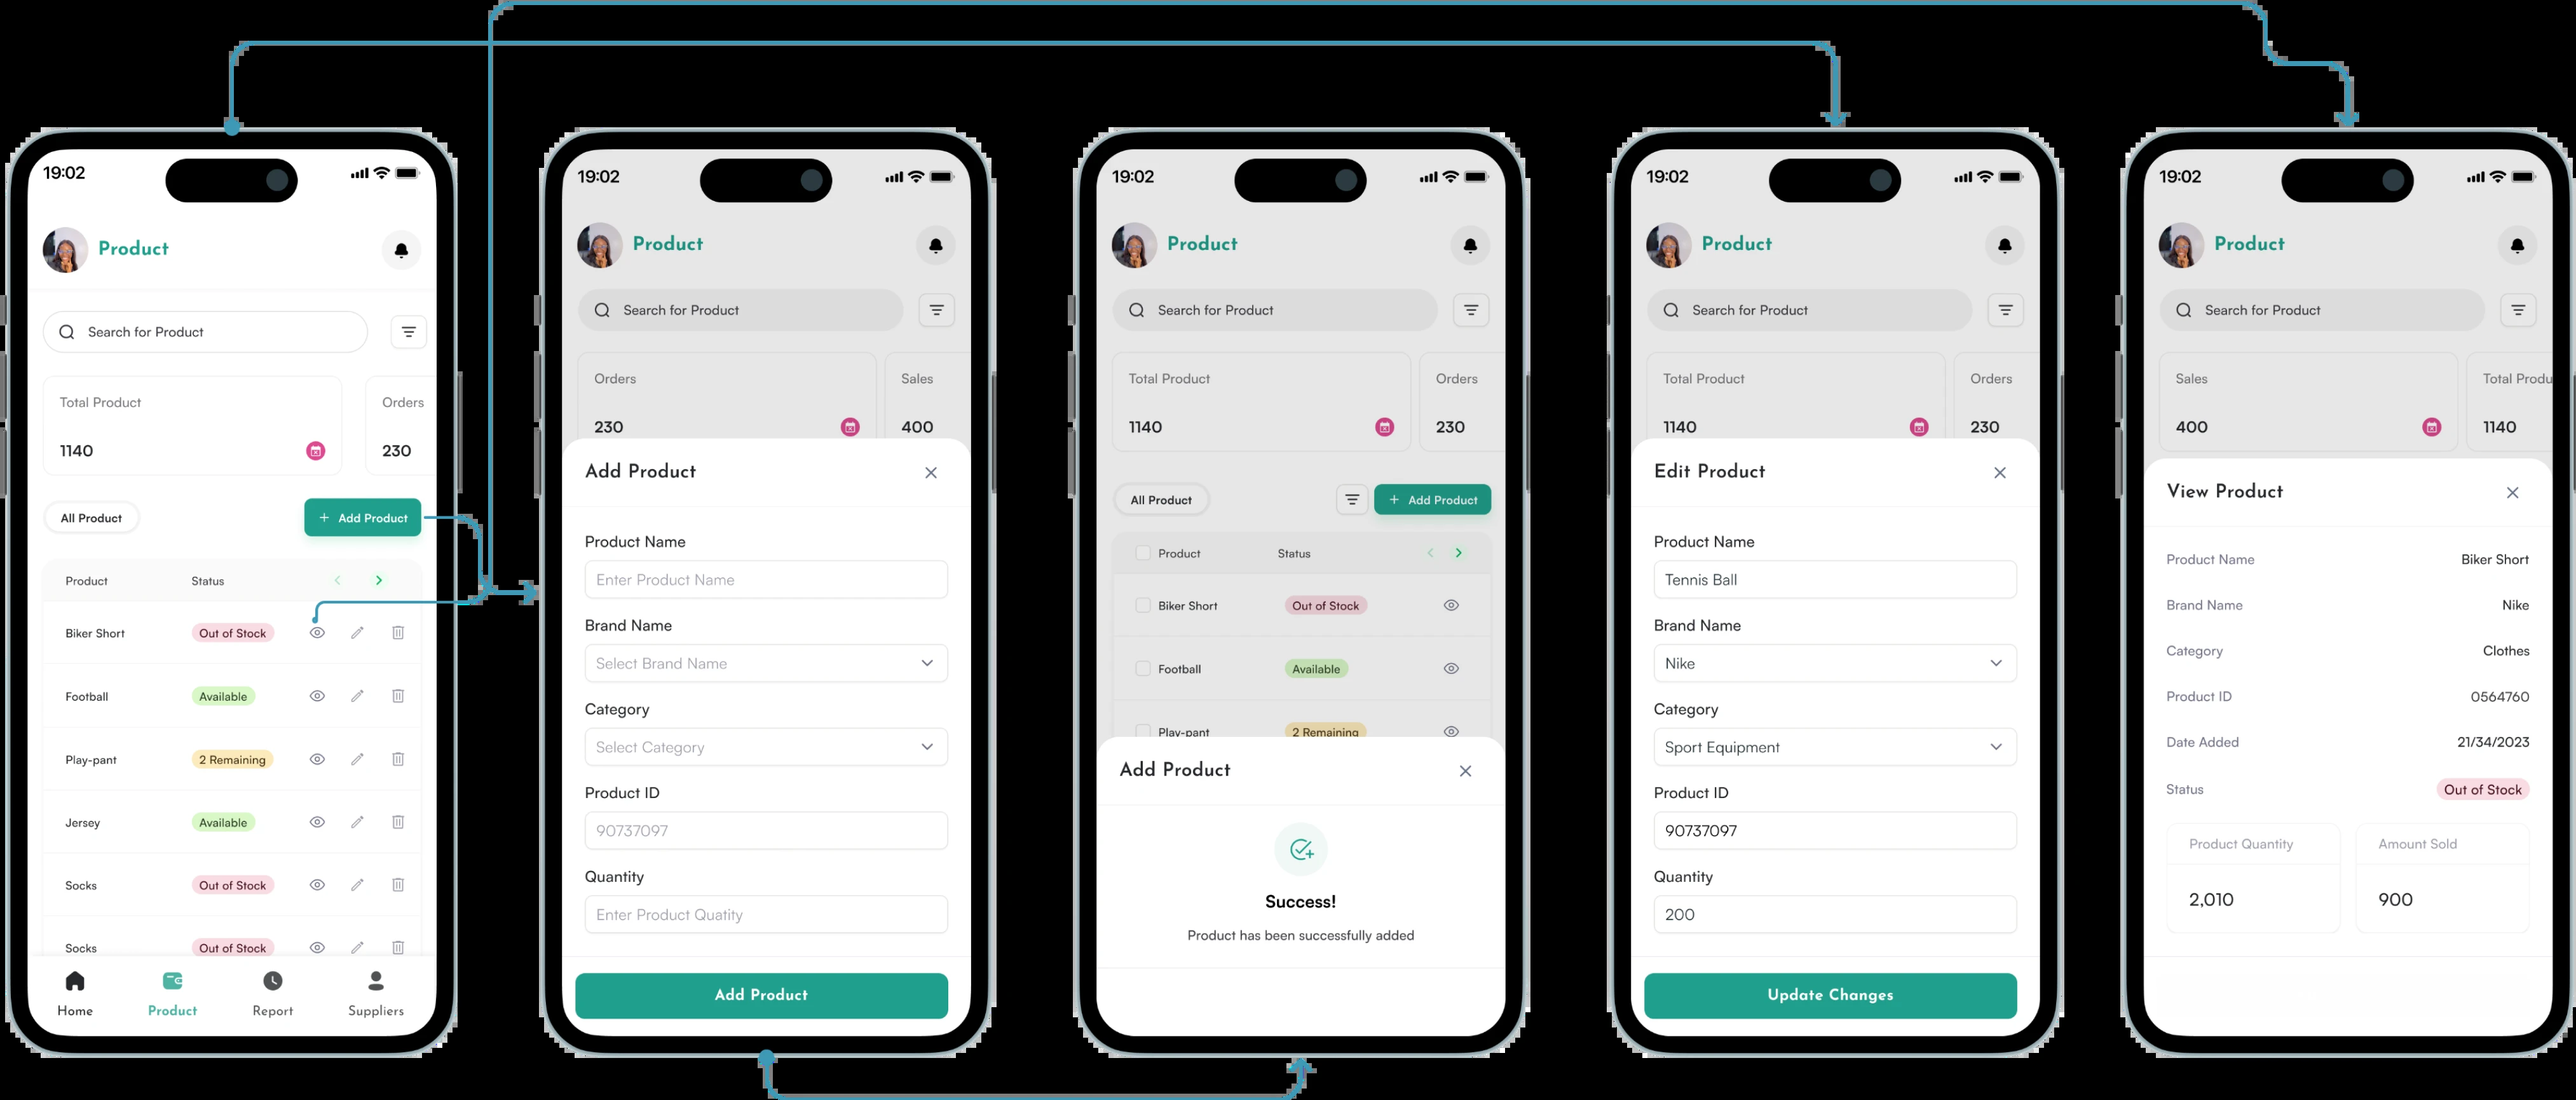 19:02
Product
Search for Product
Total Product Orders
1140 230
All Product + Add Product
Product Status
Biker Short Out of Stock
Football Available
Play-pant 2 Remaining
Jersey Available
Socks Out of Stock
Socks Out of Stock
Home Product Report Suppliers
19:02
Product
Search for Product
Orders Sales
230 400
Add Product
Product Name
Enter Product Name
Brand Name
Select Brand Name
Category
Select Category
Product ID
90737097
Quantity
Enter Product Quatity
Add Product
19:02
Product
Search for Product
Total Product Orders
1140 230
All Product + Add Product
Product Status
Biker Short Out of Stock
Football Available
Play-pant 2 Remaining
Add Product
Success!
Product has been successfully added
19:02
Product
Search for Product
Total Product Orders
1140 230
Edit Product
Product Name
Tennis Ball
Brand Name
Nike
Category
Sport Equipment
Product ID
90737097
Quantity
200
Update Changes
19:02
Product
Search for Product
Sales Total Produ
400 1140
View Product
Product Name Biker Short
Brand Name Nike
Category Clothes
Product ID 0564760
Date Added 21/34/2023
Status Out of Stock
Product Quantity Amount Sold
2,010 900